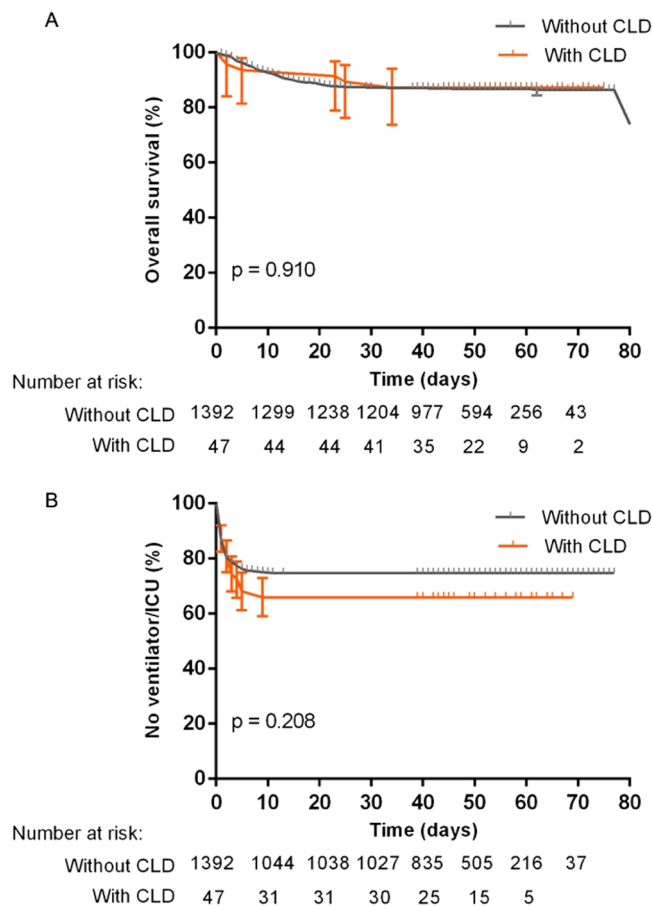 A
Without CLD
With CLD
Overall survival (%)
100
80
60
40
20
0
p = 0.910
0 10 20 30 40 50 60 70 80
Time (days)
Number at risk:
Without CLD 1392 1299 1238 1204 977 594 256 43
With CLD 47 44 44 41 35 22 9 2
B
Without CLD
With CLD
No ventilator/ICU (%)
100
80
60
40
20
0
p = 0.208
0 10 20 30 40 50 60 70 80
Time (days)
Number at risk:
Without CLD 1392 1044 1038 1027 835 505 216 37
With CLD 47 31 31 30 25 15 5